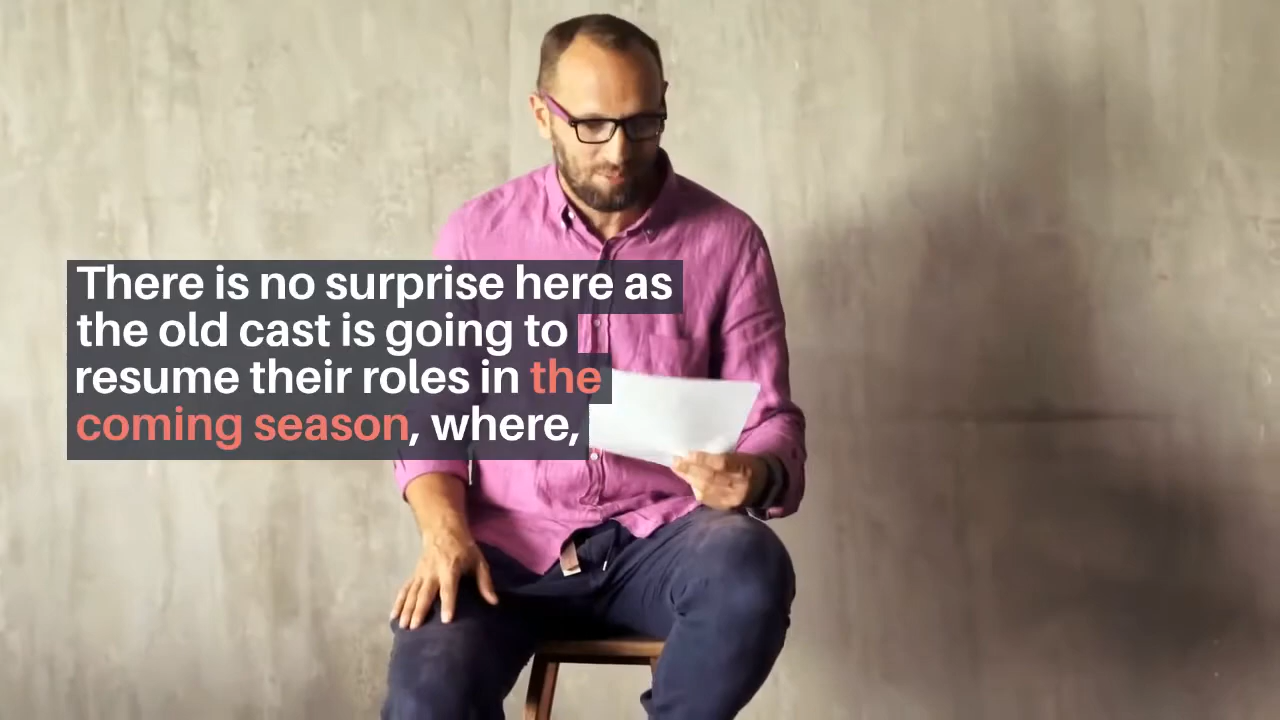 There is no surprise here as
the old cast is going to
resume their roles in the
coming season, where,